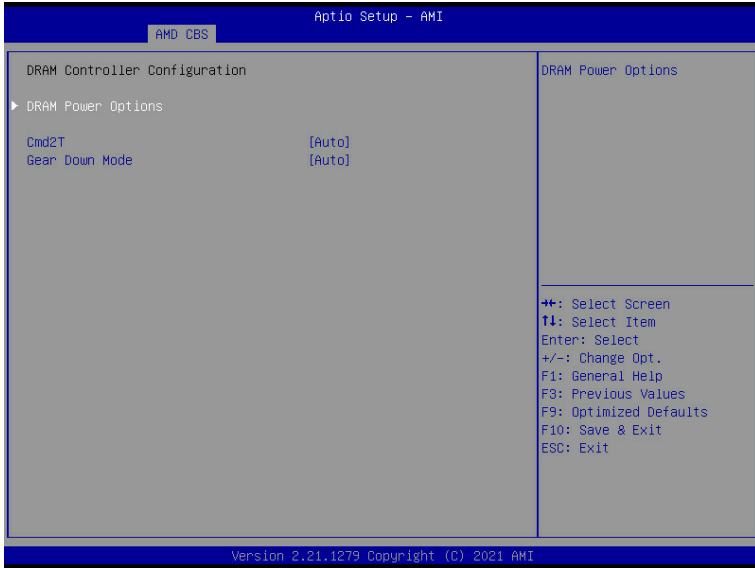 Aptio Setup – AMI
AMD CBS
DRAM Controller Configuration
DRAM Power Options
Cmd2T [Auto]
Gear Down Mode [Auto]
DRAM Power Options
→←: Select Screen
↑↓: Select Item
Enter: Select
+/–: Change Opt.
F1: General Help
F3: Previous Values
F9: Optimized Defaults
F10: Save & Exit
ESC: Exit
Version 2.21.1279 Copyright (C) 2021 AMI